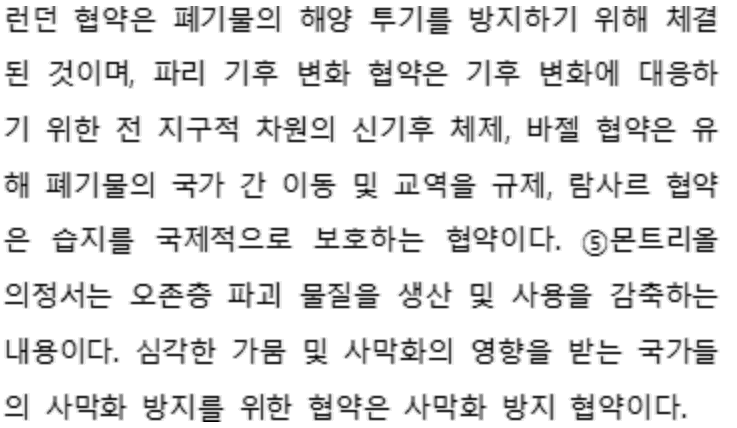 런던 협약은 폐기물의 해양 투기를 방지하기 위해 체결
된 것이며, 파리 기후 변화 협약은 기후 변화에 대응하
기 위한 전 지구적 차원의 신기후 체제, 바젤 협약은 유
해 폐기물의 국가 간 이동 및 교역을 규제, 람사르 협약
은 습지를 국제적으로 보호하는 협약이다. ⑤몬트리올
의정서는 오존층 파괴 물질을 생산 및 사용을 감축하는
내용이다. 심각한 가뭄 및 사막화의 영향을 받는 국가들
의 사막화 방지를 위한 협약은 사막화 방지 협약이다.